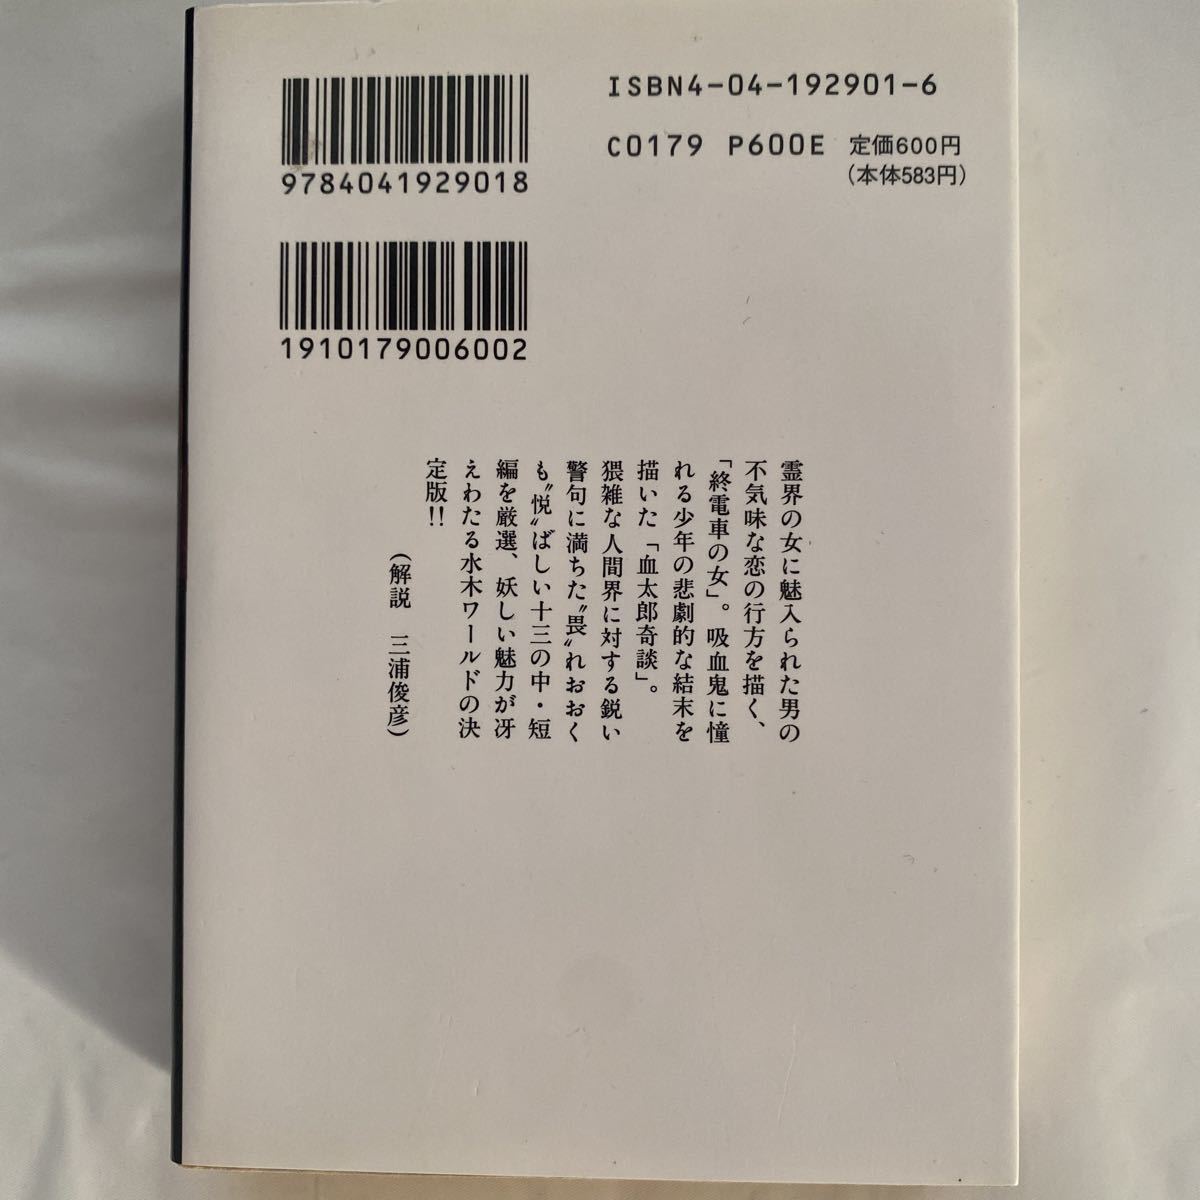 ISBN4-04-192901-6
C0179 P600E 定価600円
(本体583円)
9784041929018
1910179006002
霊界の女に魅入られた男の
不気味な恋の行方を描く、
「終電車の女」。吸血鬼に憧
れる少年の悲劇的な結末を
描いた「血太郎奇談」。
猥雑な人間界に対する鋭い
警句に満ちた〝畏〟れおおく
も〝悦〟ばしい十三の中・短
編を厳選、妖しい魅力が冴
えわたる水木ワールドの決
定版!!
(解説 三浦俊彦)